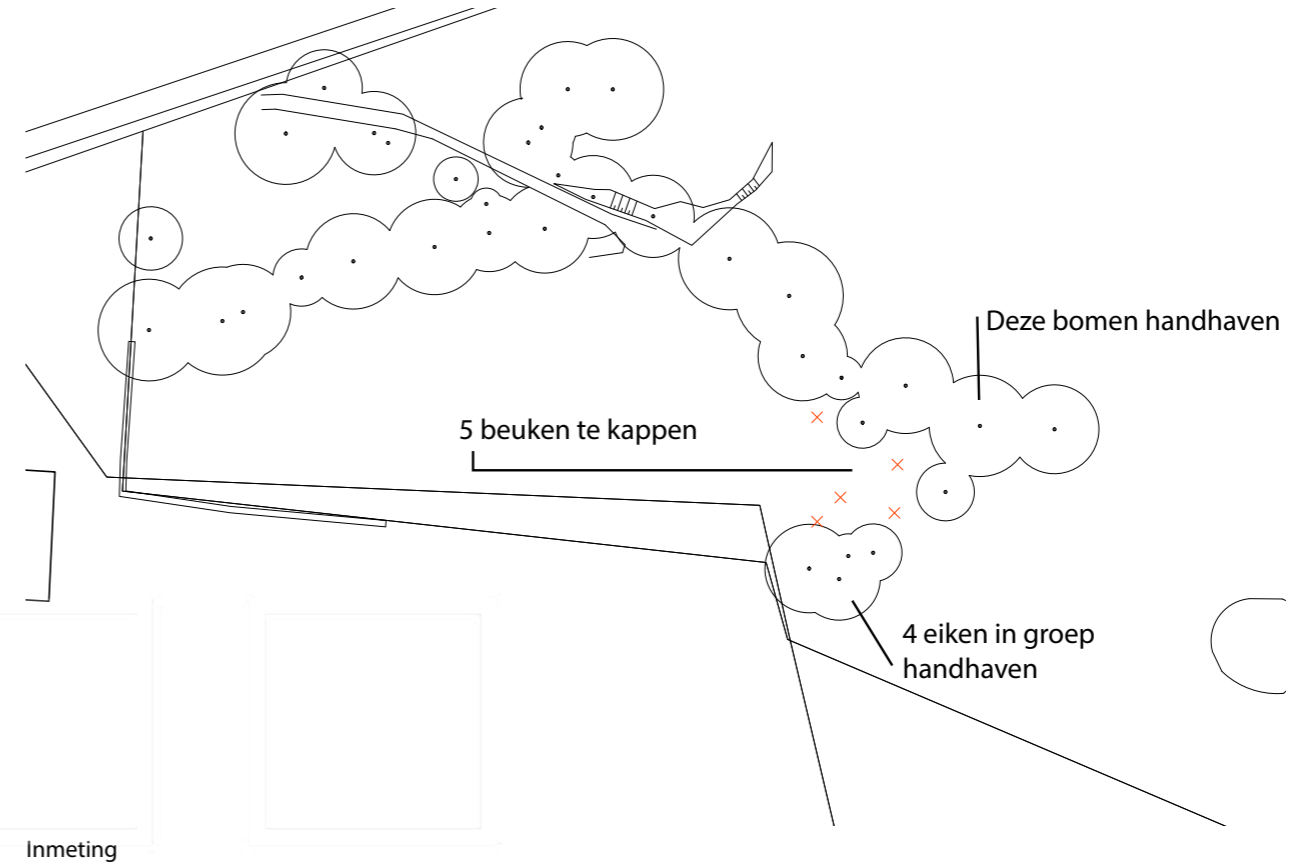 Deze bomen handhaven
5 beuken te kappen
4 eiken in groep
handhaven
Inmeting